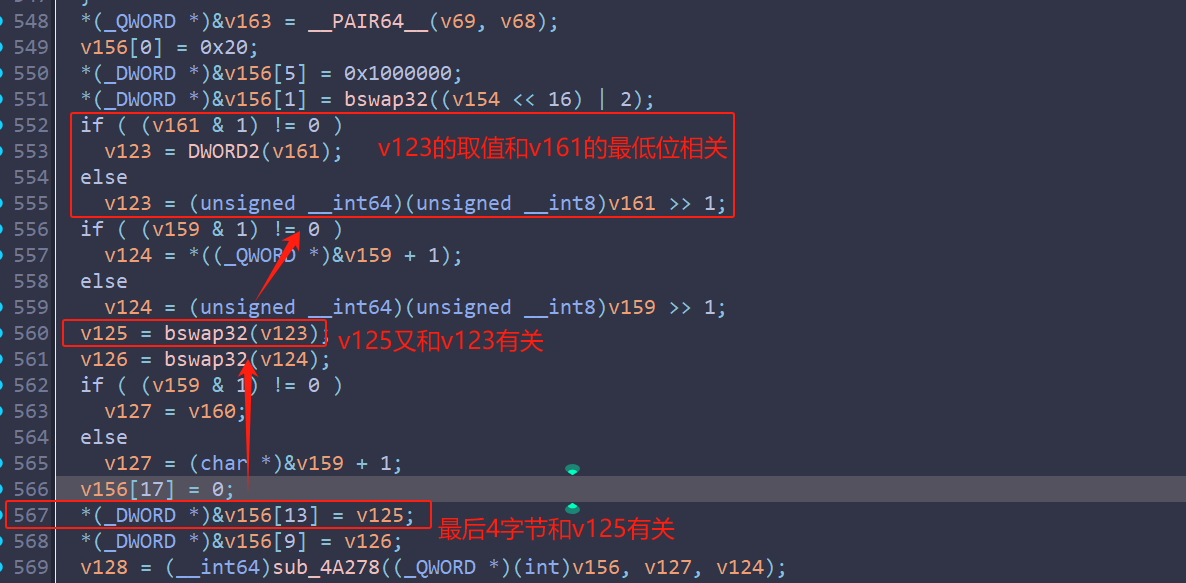 548 *(_QWORD *)&v163 = __PAIR64__(v69, v68);
549 v156[0] = 0x20;
550 *(_DWORD *)&v156[5] = 0x1000000;
551 *(_DWORD *)&v156[1] = bswap32((v154 << 16) | 2);
552 if ( (v161 & 1) != 0 )
553 v123 = DWORD2(v161); v123的取值和v161的最低位相关
554 else
555 v123 = (unsigned __int64)(unsigned __int8)v161 >> 1;
556 if ( (v159 & 1) != 0 )
557 v124 = *((_QWORD *)&v159 + 1);
558 else
559 v124 = (unsigned __int64)(unsigned __int8)v159 >> 1;
560 v125 = bswap32(v123); v125又和v123有关
561 v126 = bswap32(v124);
562 if ( (v159 & 1) != 0 )
563 v127 = v160;
564 else
565 v127 = (char *)&v159 + 1;
566 v156[17] = 0;
567 *(_DWORD *)&v156[13] = v125; 最后4字节和v125有关
568 *(_DWORD *)&v156[9] = v126;
569 v128 = (__int64)sub_4A278((_QWORD *)(int)v156, v127, v124);